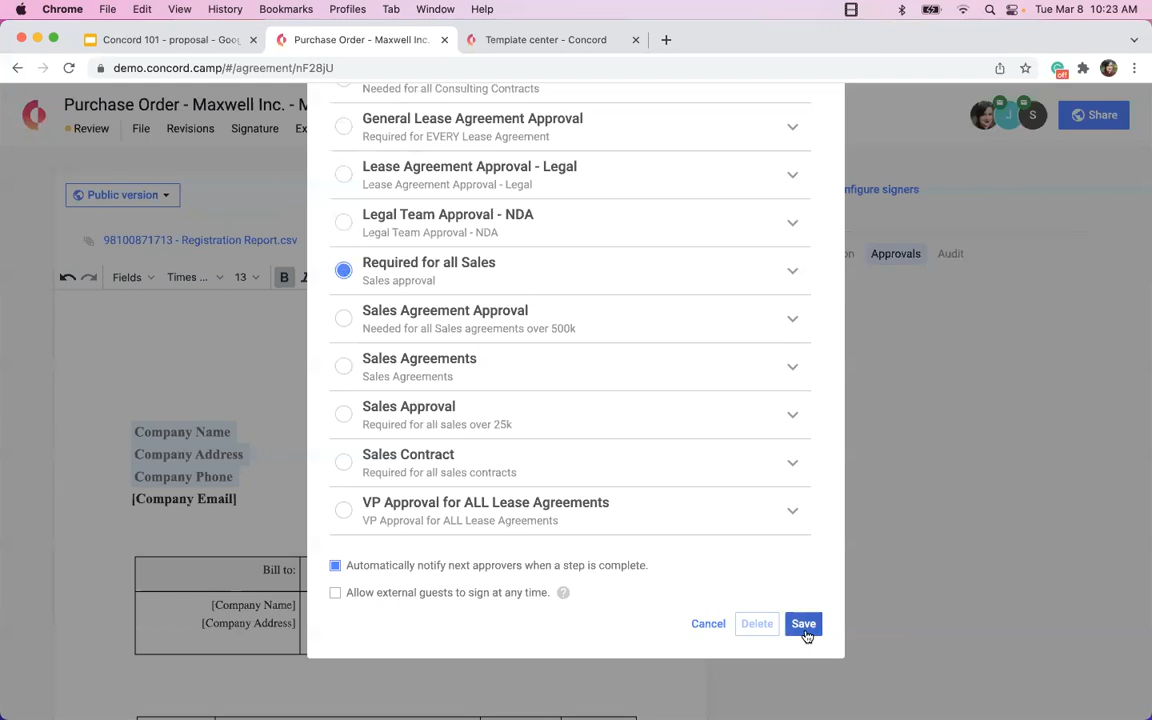 Chrome File Edit View History Bookmarks Profiles Tab Window Help Tue Mar 8 10:23 AM
Concord 101 - proposal - Goo
Purchase Order - Maxwell Inc.
Template center - Concord
demo.concord.camp/#/agreement/nF28jU
off
Purchase Order - Maxwell Inc. - M
Review File Revisions Signature Ex
J S
Share
Needed for all Consulting Contracts
General Lease Agreement Approval
Required for EVERY Lease Agreement
Lease Agreement Approval - Legal
Lease Agreement Approval - Legal
Legal Team Approval - NDA
Legal Team Approval - NDA
Required for all Sales
Sales approval
Sales Agreement Approval
Needed for all Sales agreements over 500k
Sales Agreements
Sales Agreements
Sales Approval
Required for all sales over 25k
Sales Contract
Required for all sales contracts
VP Approval for ALL Lease Agreements
VP Approval for ALL Lease Agreements
Automatically notify next approvers when a step is complete.
Allow external guests to sign at any time. ?
Cancel Delete Save
Public version
98100871713 - Registration Report.csv
Fields Times ... 13 B I
Company Name
Company Address
Company Phone
[Company Email]
Bill to:
[Company Name]
[Company Address]
nfigure signers
on Approvals Audit